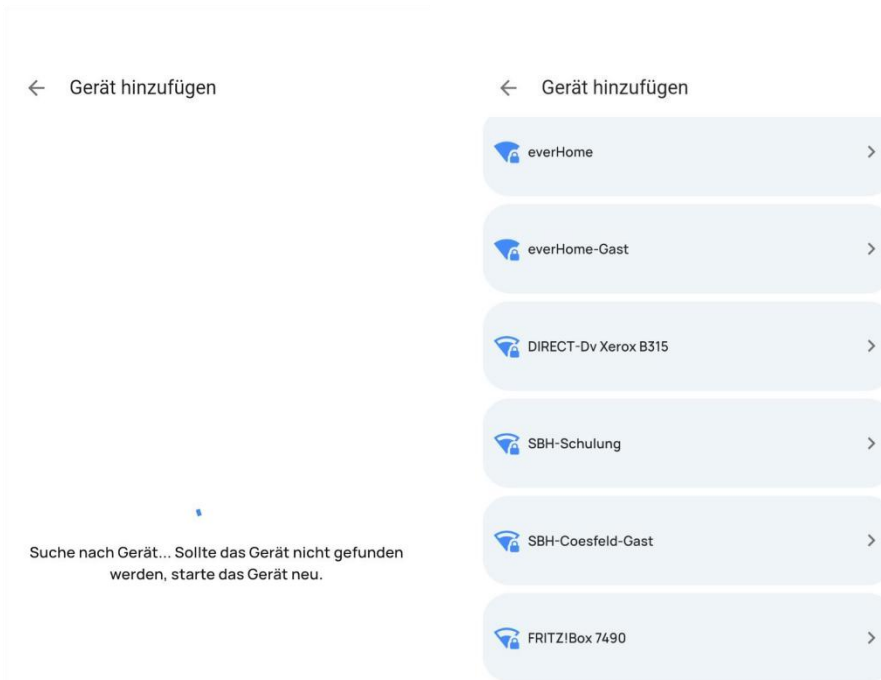 Gerät hinzufügen
Suche nach Gerät... Sollte das Gerät nicht gefunden
werden, starte das Gerät neu.
Gerät hinzufügen
everHome
everHome-Gast
DIRECT-Dv Xerox B315
SBH-Schulung
SBH-Coesfeld-Gast
FRITZ!Box 7490